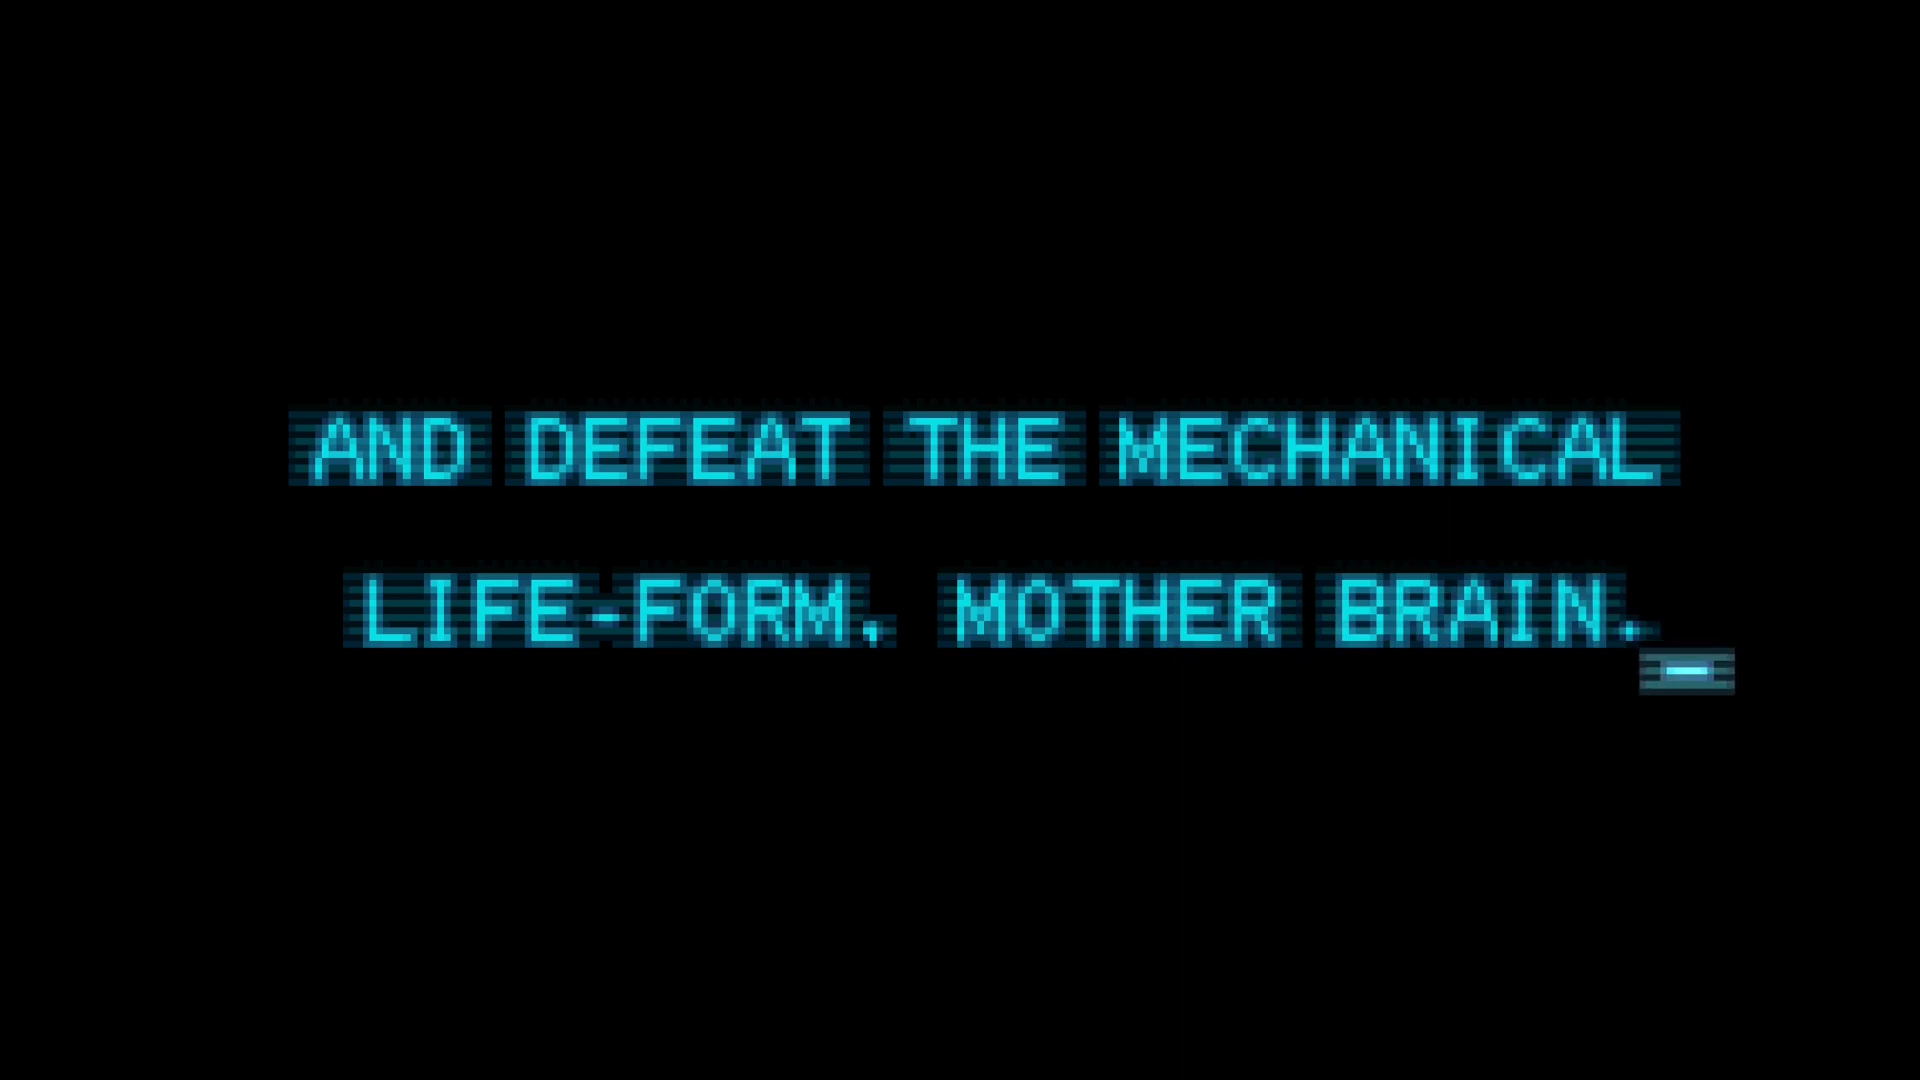 AND DEFEAT THE MECHANICAL
LIFE-FORM, MOTHER BRAIN.